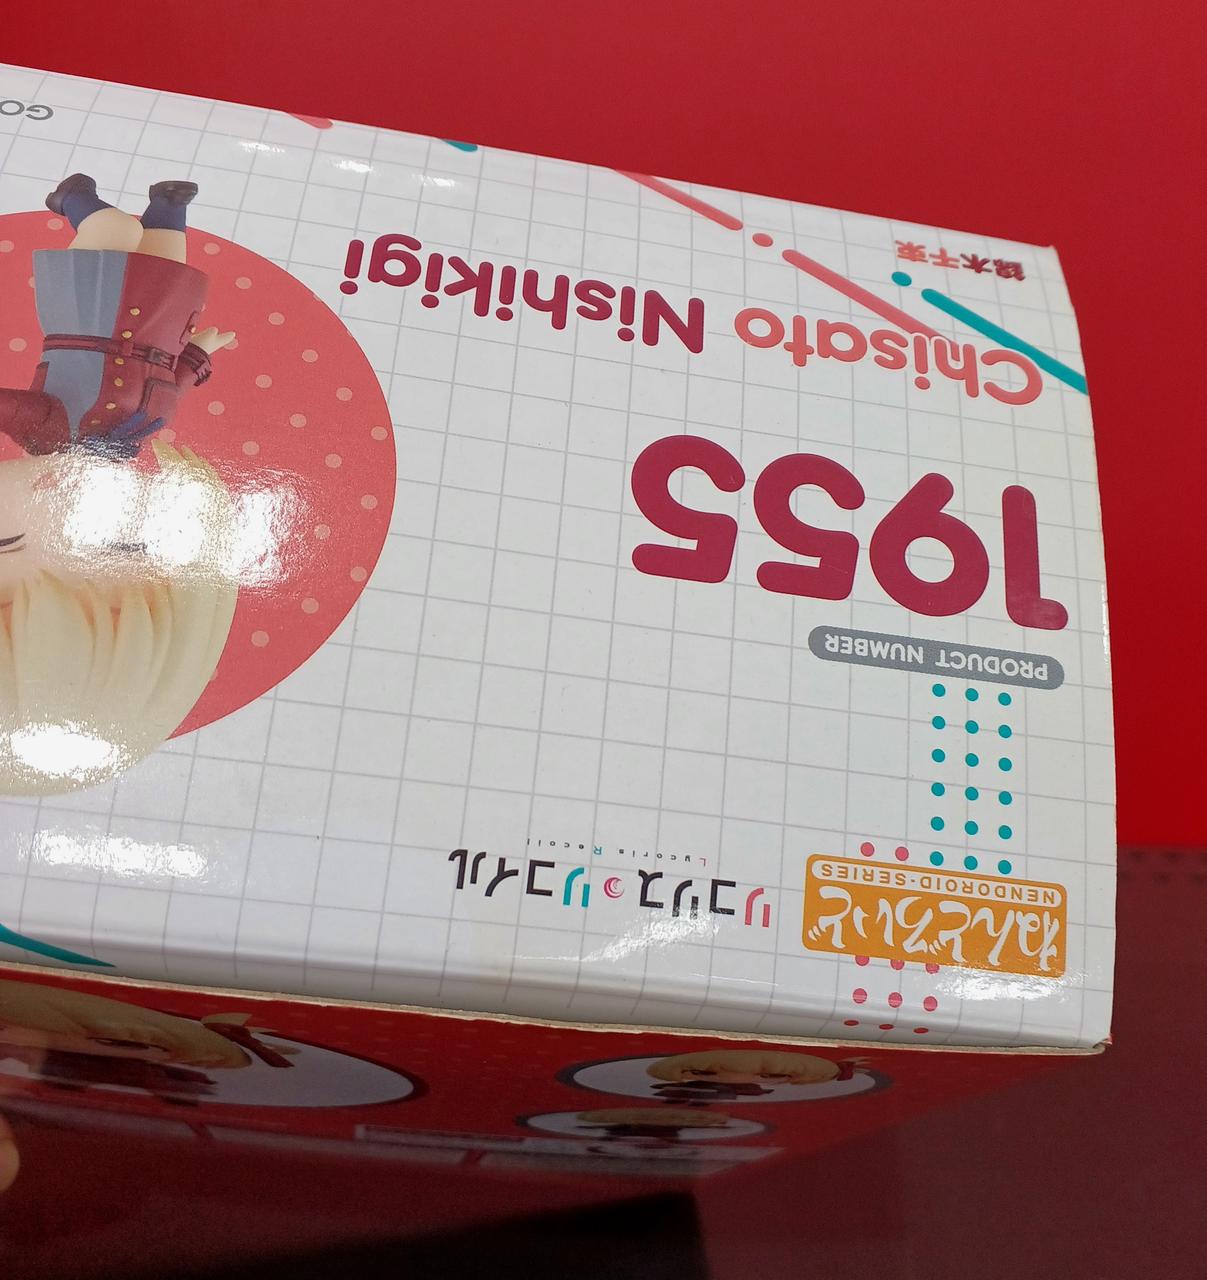 ねんどろいど
NENDOROID-SERIES
リコリス・リコイル
Lycoris Recoil
PRODUCT NUMBER
1955
Chisato Nishikigi
錦木千束
GO